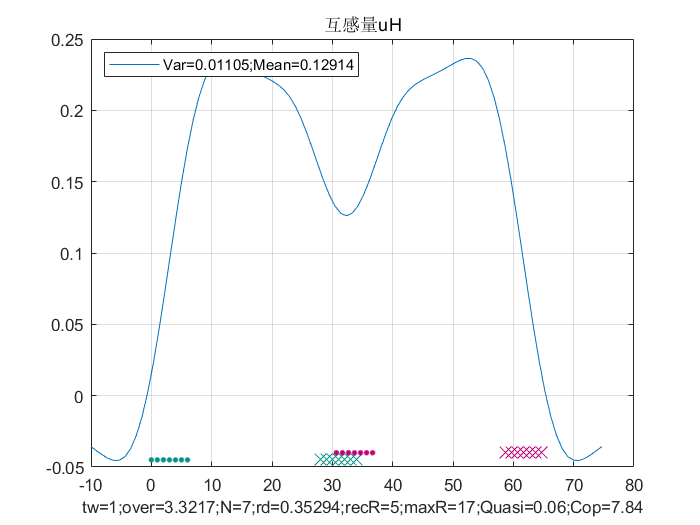 互感量uH
Var=0.01105;Mean=0.12914
0.25
0.2
0.15
0.1
0.05
0
-0.05
-10 0 10 20 30 40 50 60 70 80
tw=1;over=3.3217;N=7;rd=0.35294;recR=5;maxR=17;Quasi=0.06;Cop=7.84